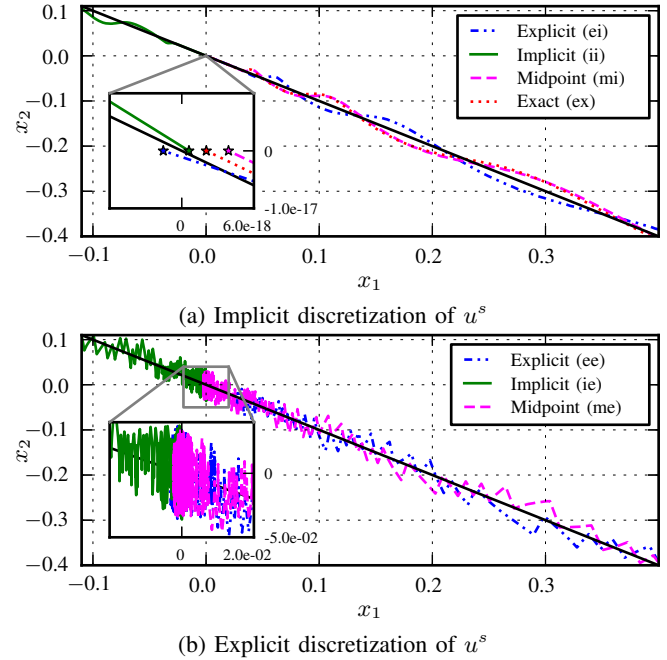 0.1
0.0
−0.1
−0.2
−0.3
−0.4
x2
Explicit (ei)
Implicit (ii)
Midpoint (mi)
Exact (ex)
0
-1.0e-17
0
6.0e-18
−0.1
0.0
0.1
0.2
0.3
x1
(a) Implicit discretization of u^s
0.1
0.0
−0.1
−0.2
−0.3
−0.4
x2
Explicit (ee)
Implicit (ie)
Midpoint (me)
0
-5.0e-02
0
2.0e-02
−0.1
0.0
0.1
0.2
0.3
x1
(b) Explicit discretization of u^s